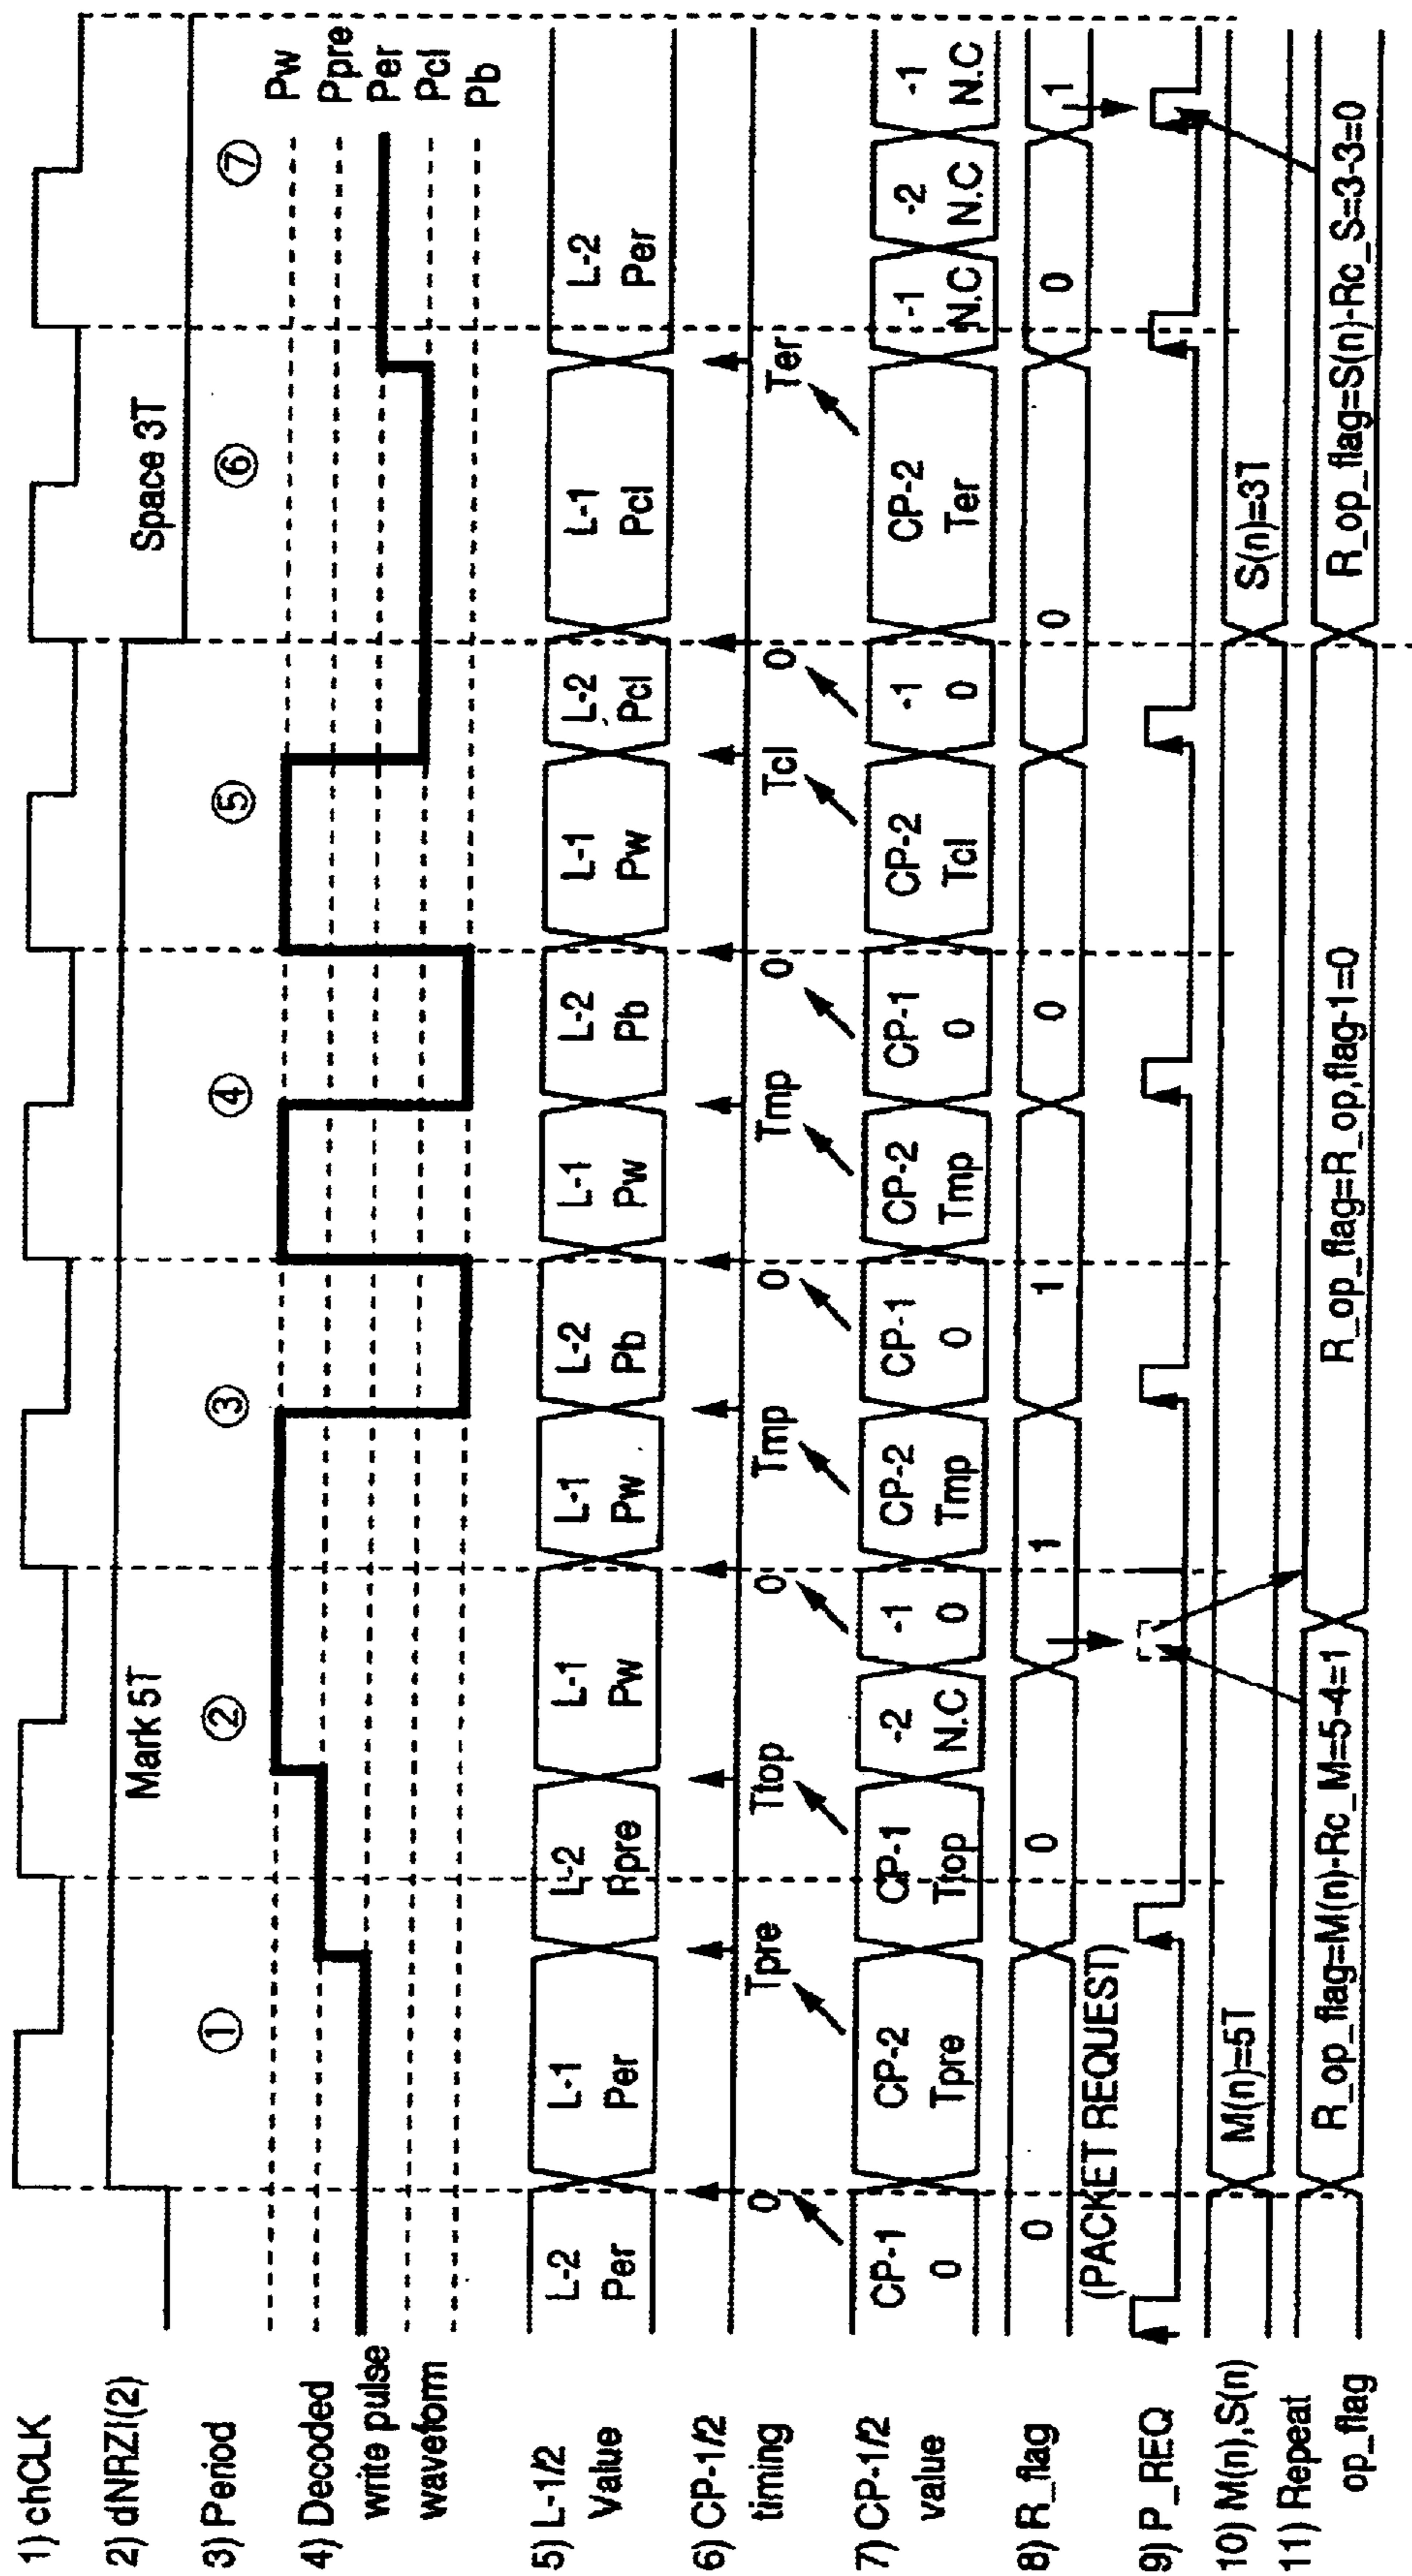 1) chCLK
2) dNRZI(2)
Mark 5T
Space 3T
3) Period
① ② ③ ④ ⑤ ⑥ ⑦
4) Decoded
write pulse
waveform
Pw
Ppre
Per
Pcl
Pb
5) L-1/2
Value
L-2 L-1 L-2 L-1 L-1 L-2 L-1 L-2 L-1 L-2 L-1 L-2
Per Per Rpre Pw Pw Pb Pw Pb Pw Pcl Pcl Per
6) CP-1/2
timing
0 Tpre Ttop 0 Tmp 0 Tmp 0 Tcl 0 Ter
7) CP-1/2
value
CP-1 CP-2 CP-1 -2 -1 CP-2 CP-1 CP-2 CP-1 CP-2 -1 CP-2 -1 -2 -1
0 Tpre Ttop N.C 0 Tmp 0 Tmp 0 Tcl 0 Ter N.C N.C N.C
8) R_flag
0 0 1 1 0 0 0 1
(PACKET REQUEST)
9) P_REQ
10) M(n),S(n)
M(n)=5T
S(n)=3T
11) Repeat
op_flag
R_op_flag=M(n)-Rc_M=5-4=1
R_op_flag=R_op,flag-1=0
R_op_flag=S(n)-Rc_S=3-3=0